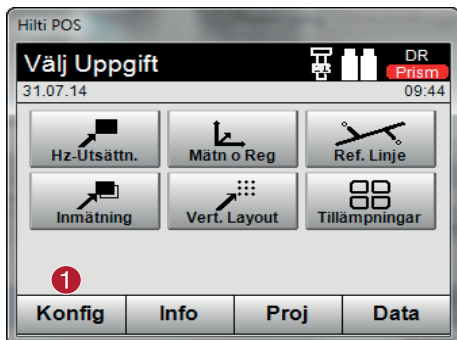 Hilti POS
Välj Uppgift DR
Prism
31.07.14 09:44
Hz-Utsättn. Mätn o Reg Ref. Linje
Inmätning Vert. Layout Tillämpningar
1
Konfig Info Proj Data